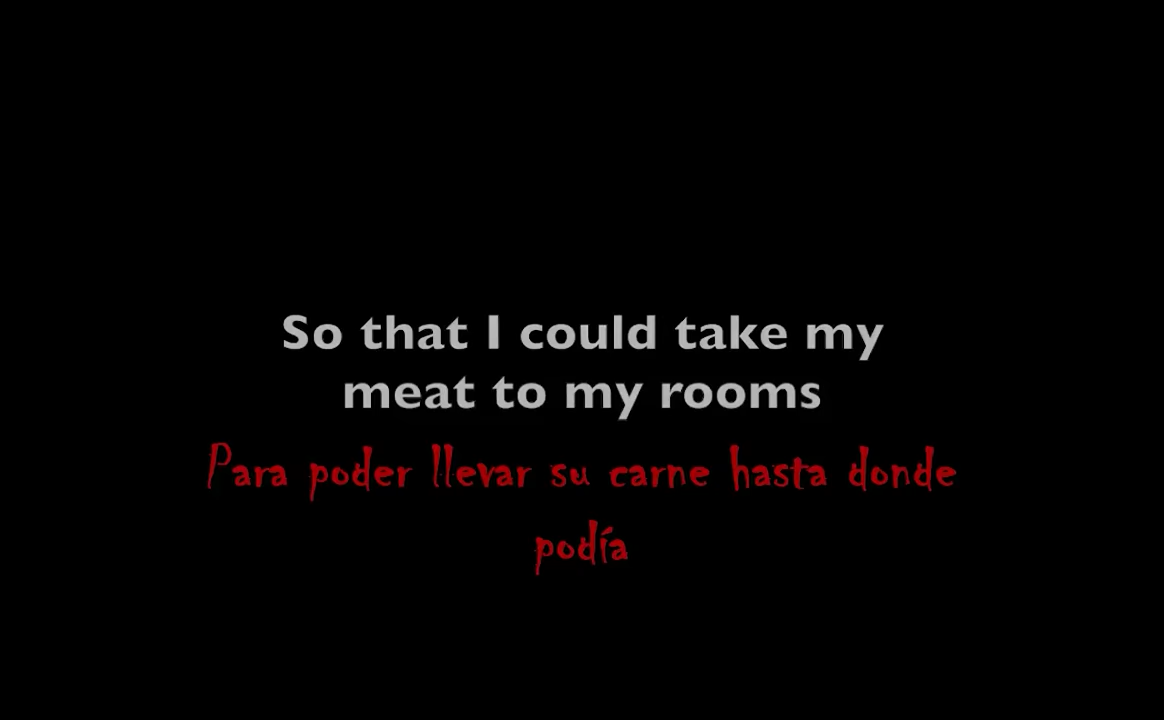 So that I could take my
meat to my rooms
Para poder llevar su carne hasta donde
podía